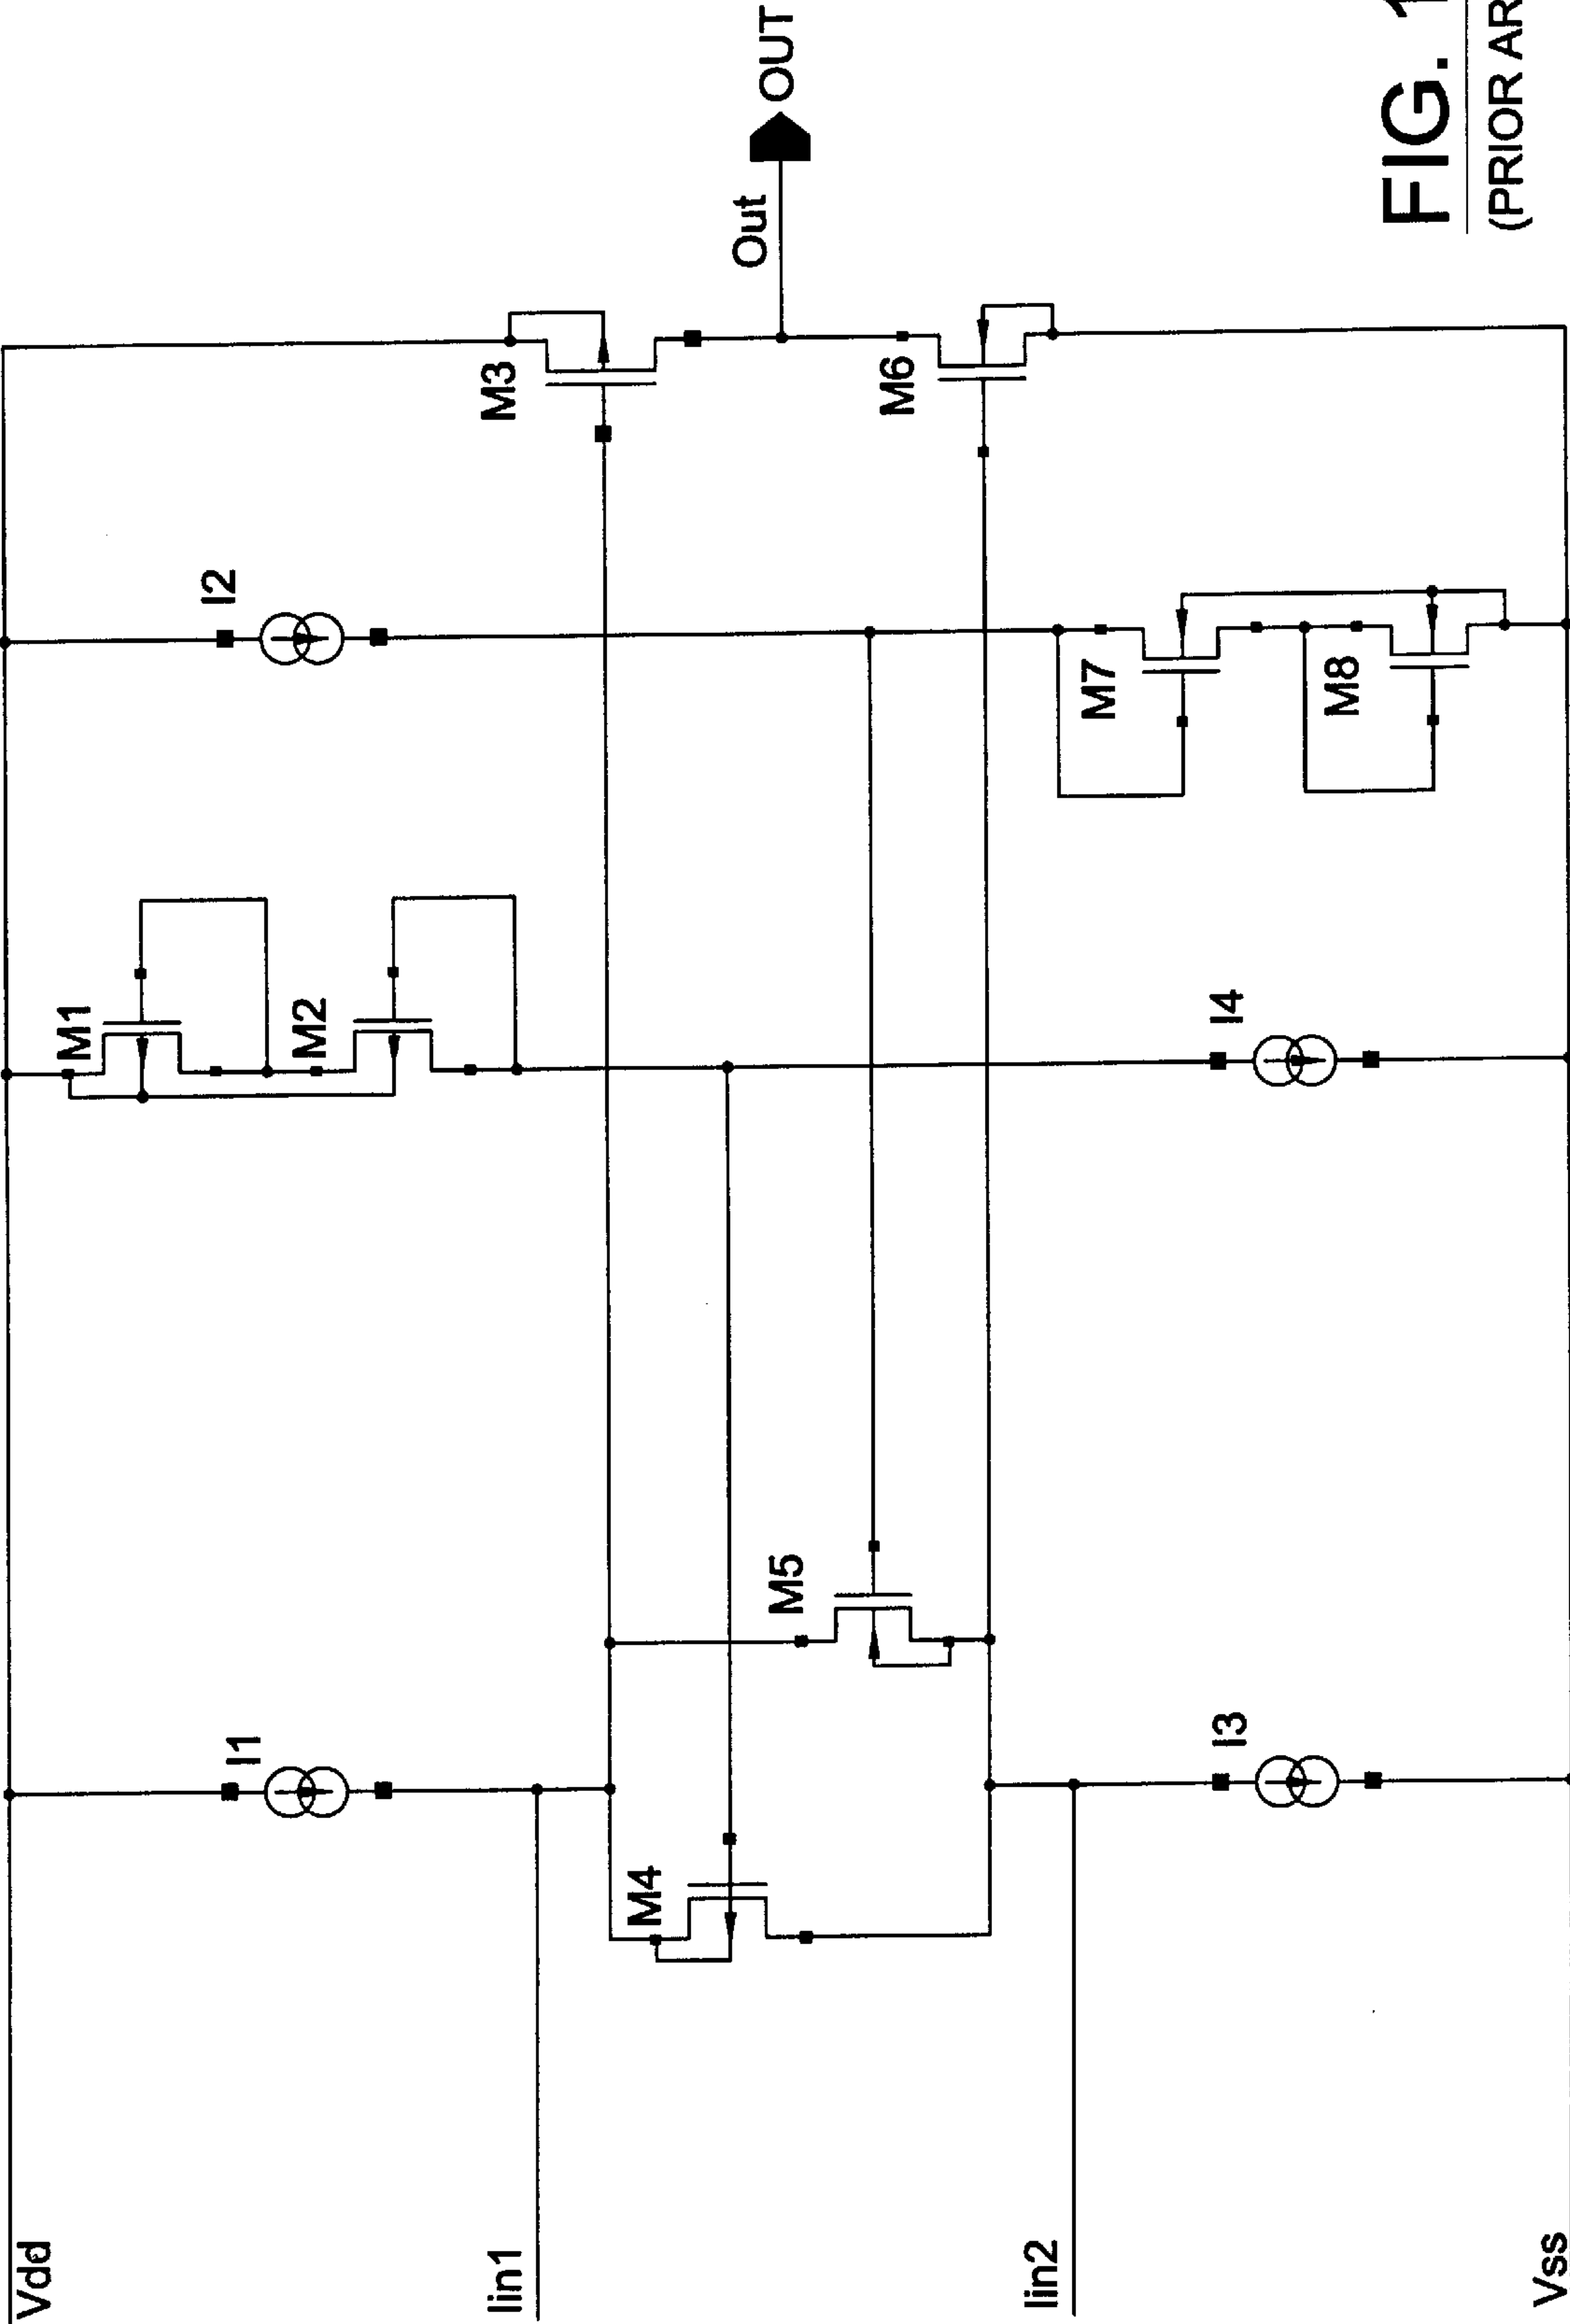 Vdd
M1
I2
I1
M2
M3
Iin1
M4
Out
OUT
M5
M6
Iin2
M7
I4
I3
M8
FIG. 1
(PRIOR AR
Vss